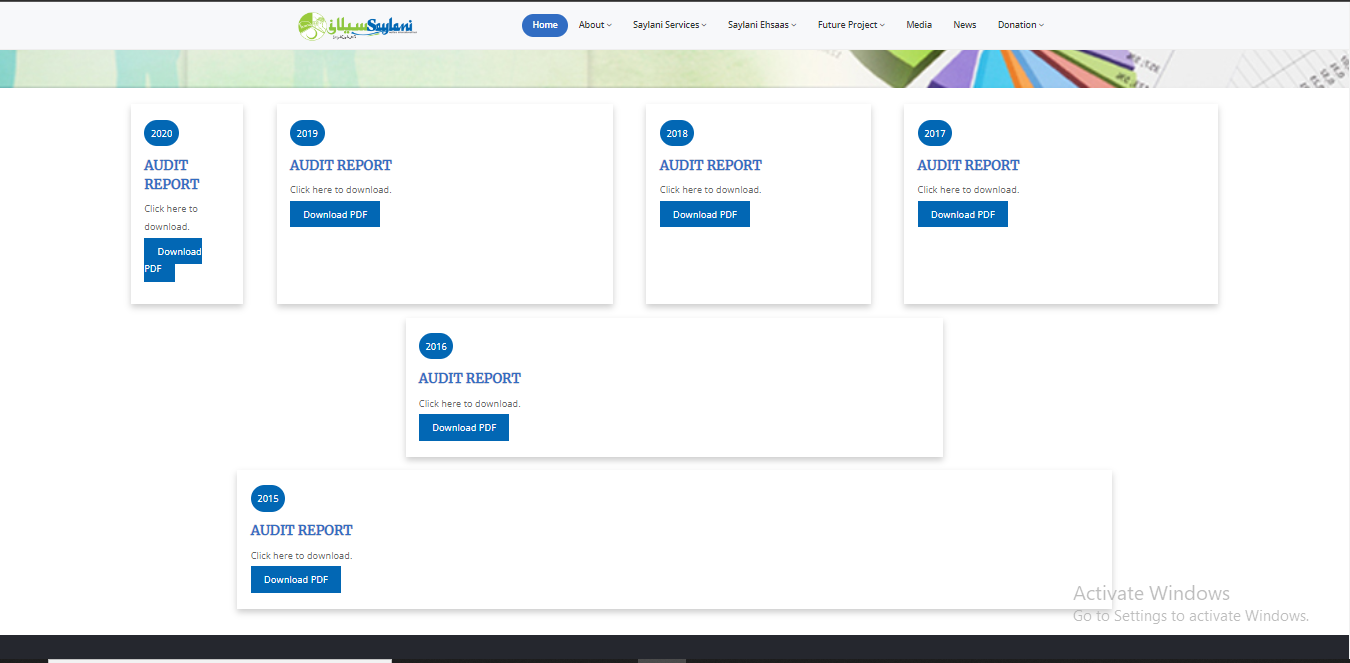 سیلانی Saylani
Home About Saylani Services Saylani Ehsaas Future Project Media News Donation
2020
AUDIT
REPORT
Click here to
download.
Download
PDF
2019
AUDIT REPORT
Click here to download.
Download PDF
2018
AUDIT REPORT
Click here to download.
Download PDF
2017
AUDIT REPORT
Click here to download.
Download PDF
2016
AUDIT REPORT
Click here to download.
Download PDF
2015
AUDIT REPORT
Click here to download.
Download PDF
Activate Windows
Go to Settings to activate Windows.